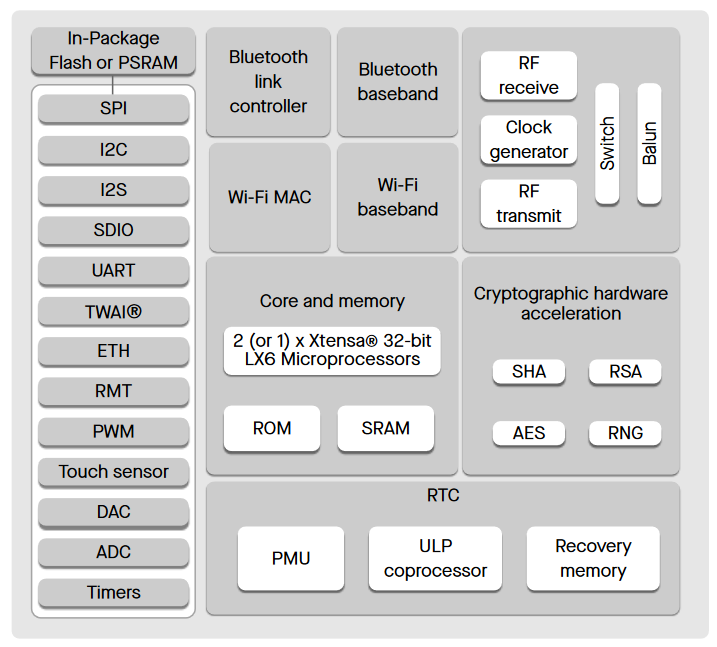 In-Package
Flash or PSRAM
SPI
I2C
I2S
SDIO
UART
TWAI®
ETH
RMT
PWM
Touch sensor
DAC
ADC
Timers
Bluetooth
link
controller
Bluetooth
baseband
Wi-Fi MAC
Wi-Fi
baseband
RF
receive
Clock
generator
RF
transmit
Switch
Balun
Core and memory
2 (or 1) x Xtensa® 32-bit
LX6 Microprocessors
ROM
SRAM
Cryptographic hardware
acceleration
SHA
RSA
AES
RNG
RTC
PMU
ULP
coprocessor
Recovery
memory